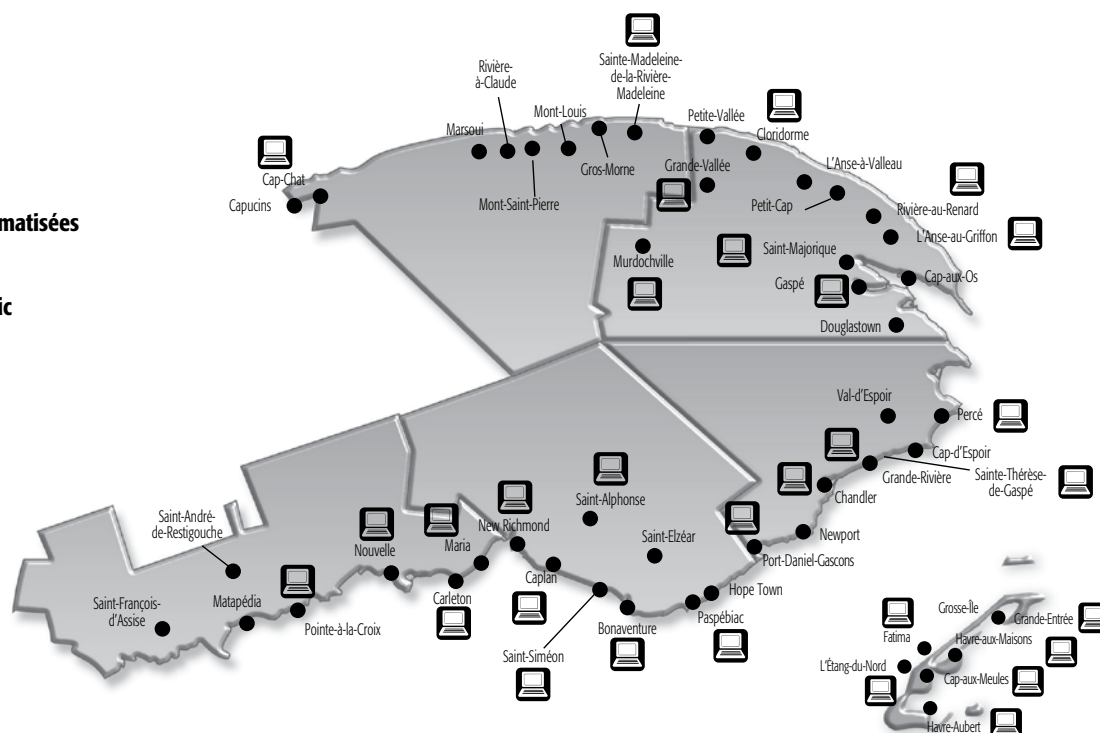 matisées
ic
Sainte-Madeleine-
de-la-Rivière-
Madeleine
Rivière-
à-Claude
Mont-Louis
Marsoui
Gros-Morne
Mont-Saint-Pierre
Cap-Chat
Capucins
Petite-Vallée
Cloridorme
Grande-Vallée
L'Anse-à-Valleau
Petit-Cap
Rivière-au-Renard
L'Anse-au-Griffon
Saint-Majorique
Murdochville
Gaspé
Cap-aux-Os
Douglastown
Val-d'Espoir
Percé
Cap-d'Espoir
Grande-Rivière
Sainte-Thérèse-
de-Gaspé
Chandler
Newport
Port-Daniel-Gascons
Saint-Alphonse
Saint-Elzéar
New Richmond
Maria
Nouvelle
Saint-André-
de-Restigouche
Saint-François-
d'Assise
Matapédia
Pointe-à-la-Croix
Carleton
Caplan
Saint-Siméon
Bonaventure
Paspébiac
Hope Town
Grosse-Île
Grande-Entrée
Fatima
Havre-aux-Maisons
L'Étang-du-Nord
Cap-aux-Meules
Havre-Aubert